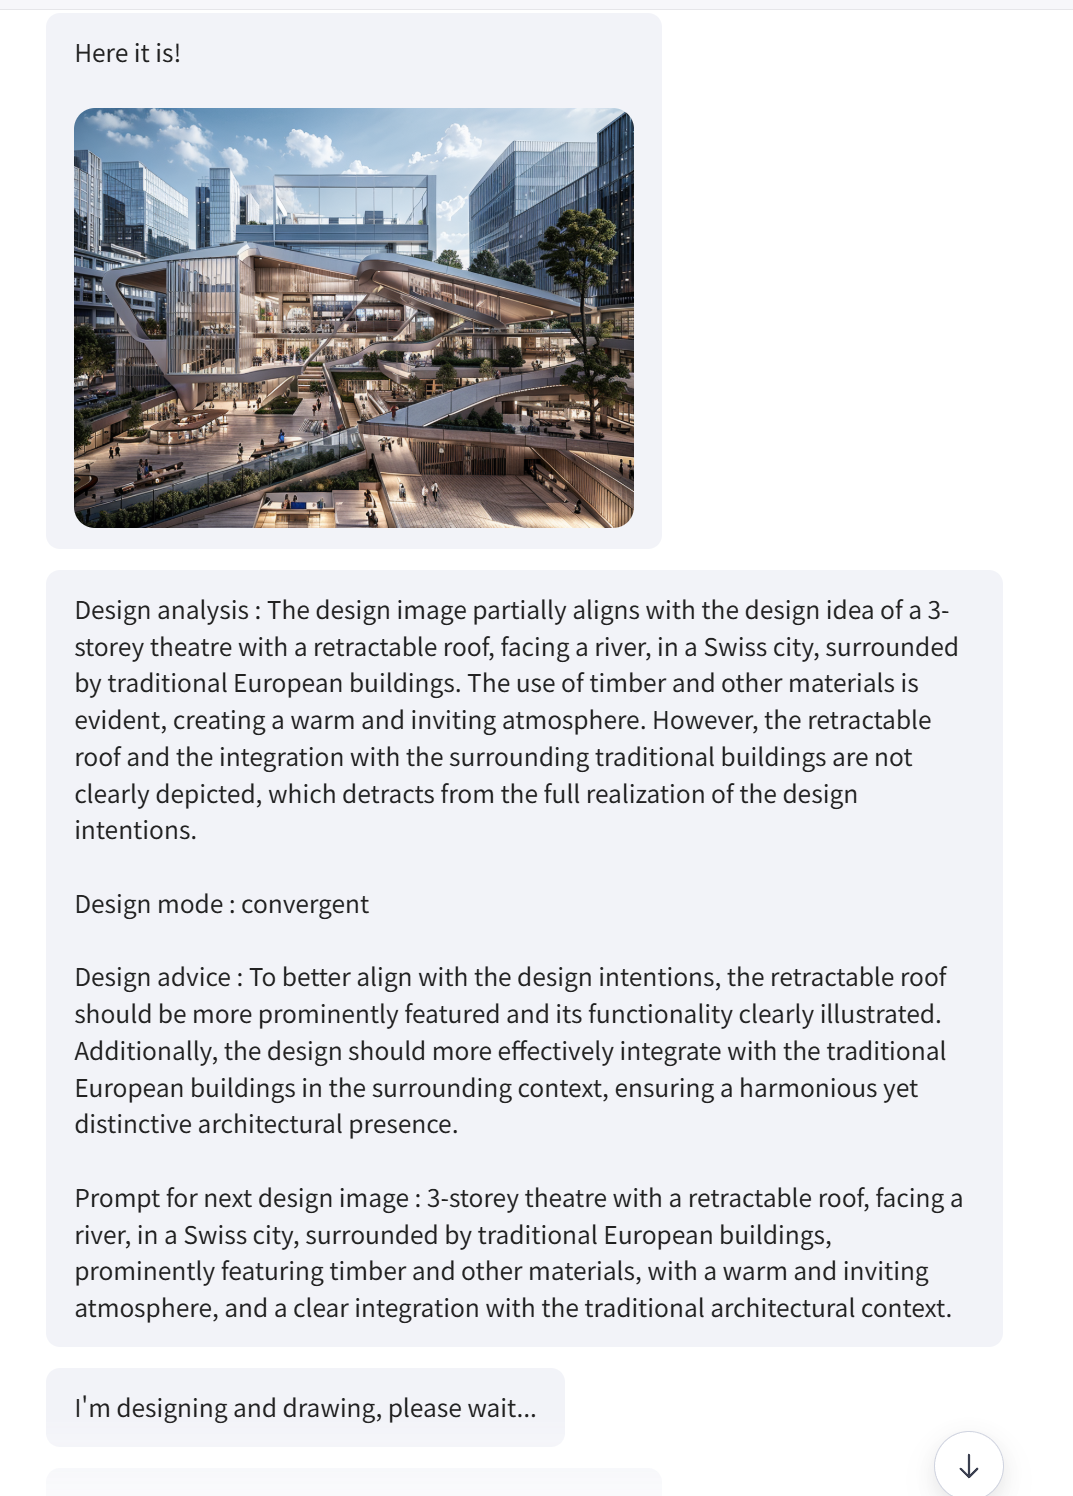 Here it is!
Design analysis : The design image partially aligns with the design idea of a 3-
storey theatre with a retractable roof, facing a river, in a Swiss city, surrounded
by traditional European buildings. The use of timber and other materials is
evident, creating a warm and inviting atmosphere. However, the retractable
roof and the integration with the surrounding traditional buildings are not
clearly depicted, which detracts from the full realization of the design
intentions.
Design mode : convergent
Design advice : To better align with the design intentions, the retractable roof
should be more prominently featured and its functionality clearly illustrated.
Additionally, the design should more effectively integrate with the traditional
European buildings in the surrounding context, ensuring a harmonious yet
distinctive architectural presence.
Prompt for next design image : 3-storey theatre with a retractable roof, facing a
river, in a Swiss city, surrounded by traditional European buildings,
prominently featuring timber and other materials, with a warm and inviting
atmosphere, and a clear integration with the traditional architectural context.
I'm designing and drawing, please wait...